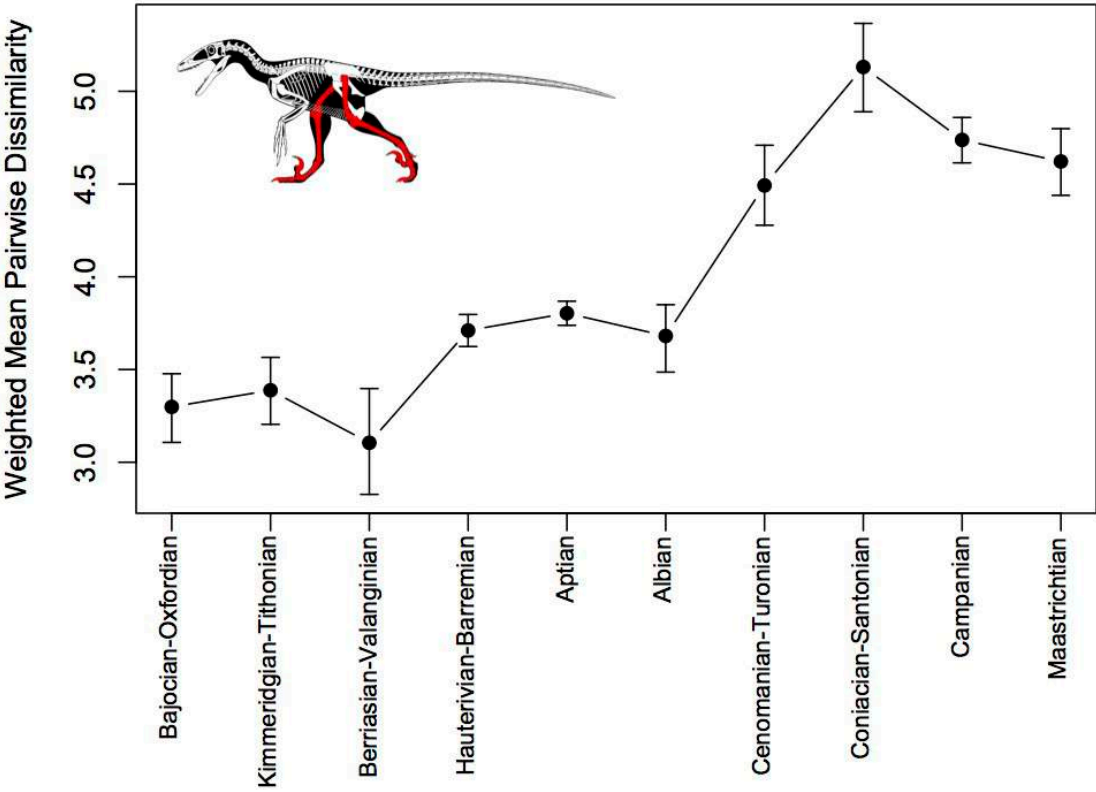 Weighted Mean Pairwise Dissimilarity
5.0
4.5
4.0
3.5
3.0
Bajocian-Oxfordian
Kimmeridgian-Tithonian
Berriasian-Valanginian
Hauterivian-Barremian
Aptian
Albian
Cenomanian-Turonian
Coniacian-Santonian
Campanian
Maastrichtian